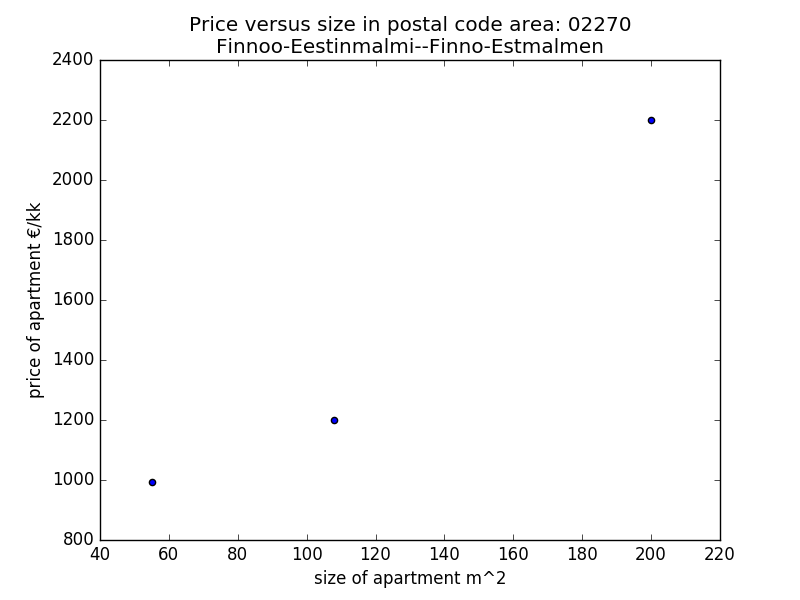 Price versus size in postal code area: 02270
Finnoo-Eestinmalmi--Finno-Estmalmen
2400
2200
2000
1800
1600
1400
1200
1000
800
price of apartment €/kk
40 60 80 100 120 140 160 180 200 220
size of apartment m^2